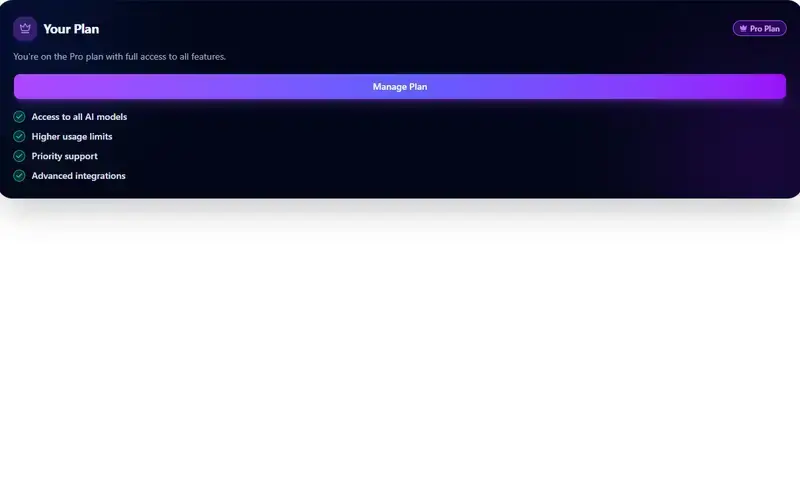 Your Plan
Pro Plan
You're on the Pro plan with full access to all features.
Manage Plan
Access to all AI models
Higher usage limits
Priority support
Advanced integrations